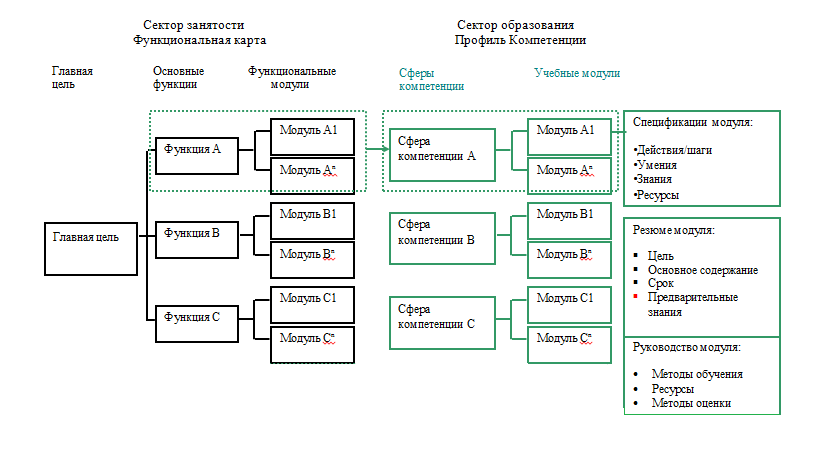 Сектор занятости
Функциональная карта
Сектор образования
Профиль Компетенции
Главная
цель
Основные
функции
Функциональные
модули
Сферы
компетенции
Учебные модули
Главная цель
Функция А
Модуль А1
Модуль Аⁿ
Функция В
Модуль В1
Модуль Вⁿ
Функция С
Модуль С1
Модуль Сⁿ
Сфера
компетенции А
Модуль А1
Модуль Аⁿ
Сфера
компетенции В
Модуль В1
Модуль Вⁿ
Сфера
компетенции С
Модуль С1
Модуль Сⁿ
Спецификации модуля:
•Действия/шаги
•Умения
•Знания
•Ресурсы
Резюме модуля:
▪ Цель
▪ Основное содержание
▪ Срок
▪ Предварительные
знания
Руководство модуля:
• Методы обучения
• Ресурсы
• Методы оценки